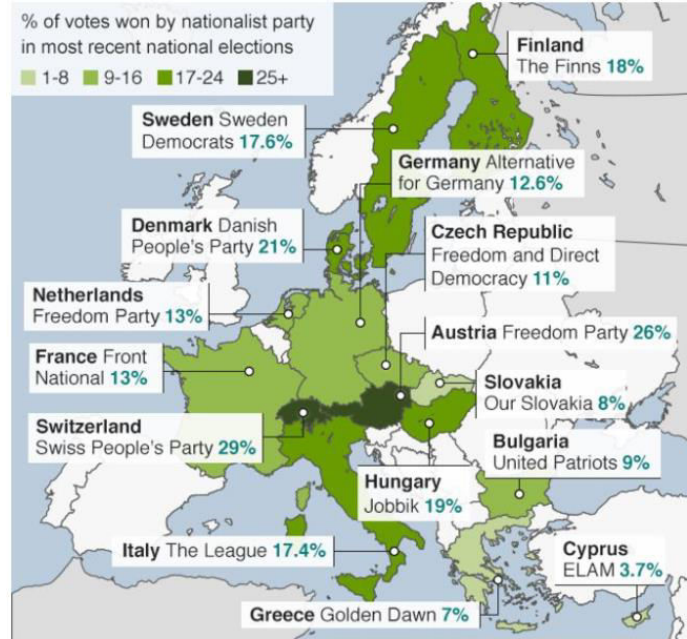 % of votes won by nationalist party
in most recent national elections
1-8 9-16 17-24 25+
Finland
The Finns 18%
Sweden Sweden
Democrats 17.6%
Germany Alternative
for Germany 12.6%
Denmark Danish
People's Party 21%
Czech Republic
Freedom and Direct
Democracy 11%
Netherlands
Freedom Party 13%
Austria Freedom Party 26%
France Front
National 13%
Slovakia
Our Slovakia 8%
Switzerland
Swiss People's Party 29%
Bulgaria
United Patriots 9%
Hungary
Jobbik 19%
Italy The League 17.4%
Cyprus
ELAM 3.7%
Greece Golden Dawn 7%